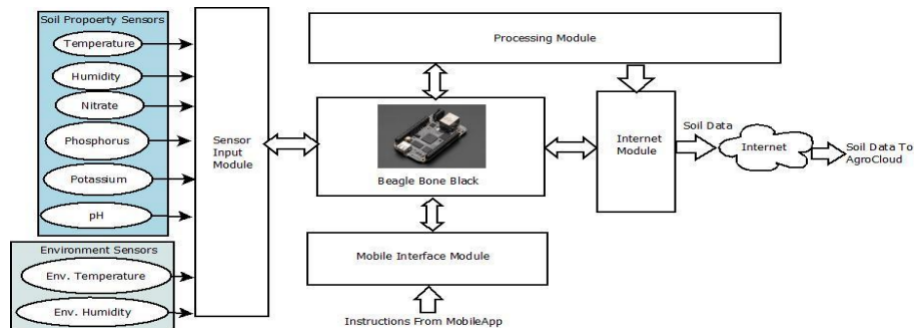 Soil Propoerty Sensors
Temperature
Humidity
Nitrate
Phosphorus
Potassium
pH
Environment Sensors
Env. Temperature
Env. Humidity
Sensor
Input
Module
Processing Module
Beagle Bone Black
Mobile Interface Module
Instructions From MobileApp
Internet
Module
Soil Data
Internet
Soil Data To
AgroCloud